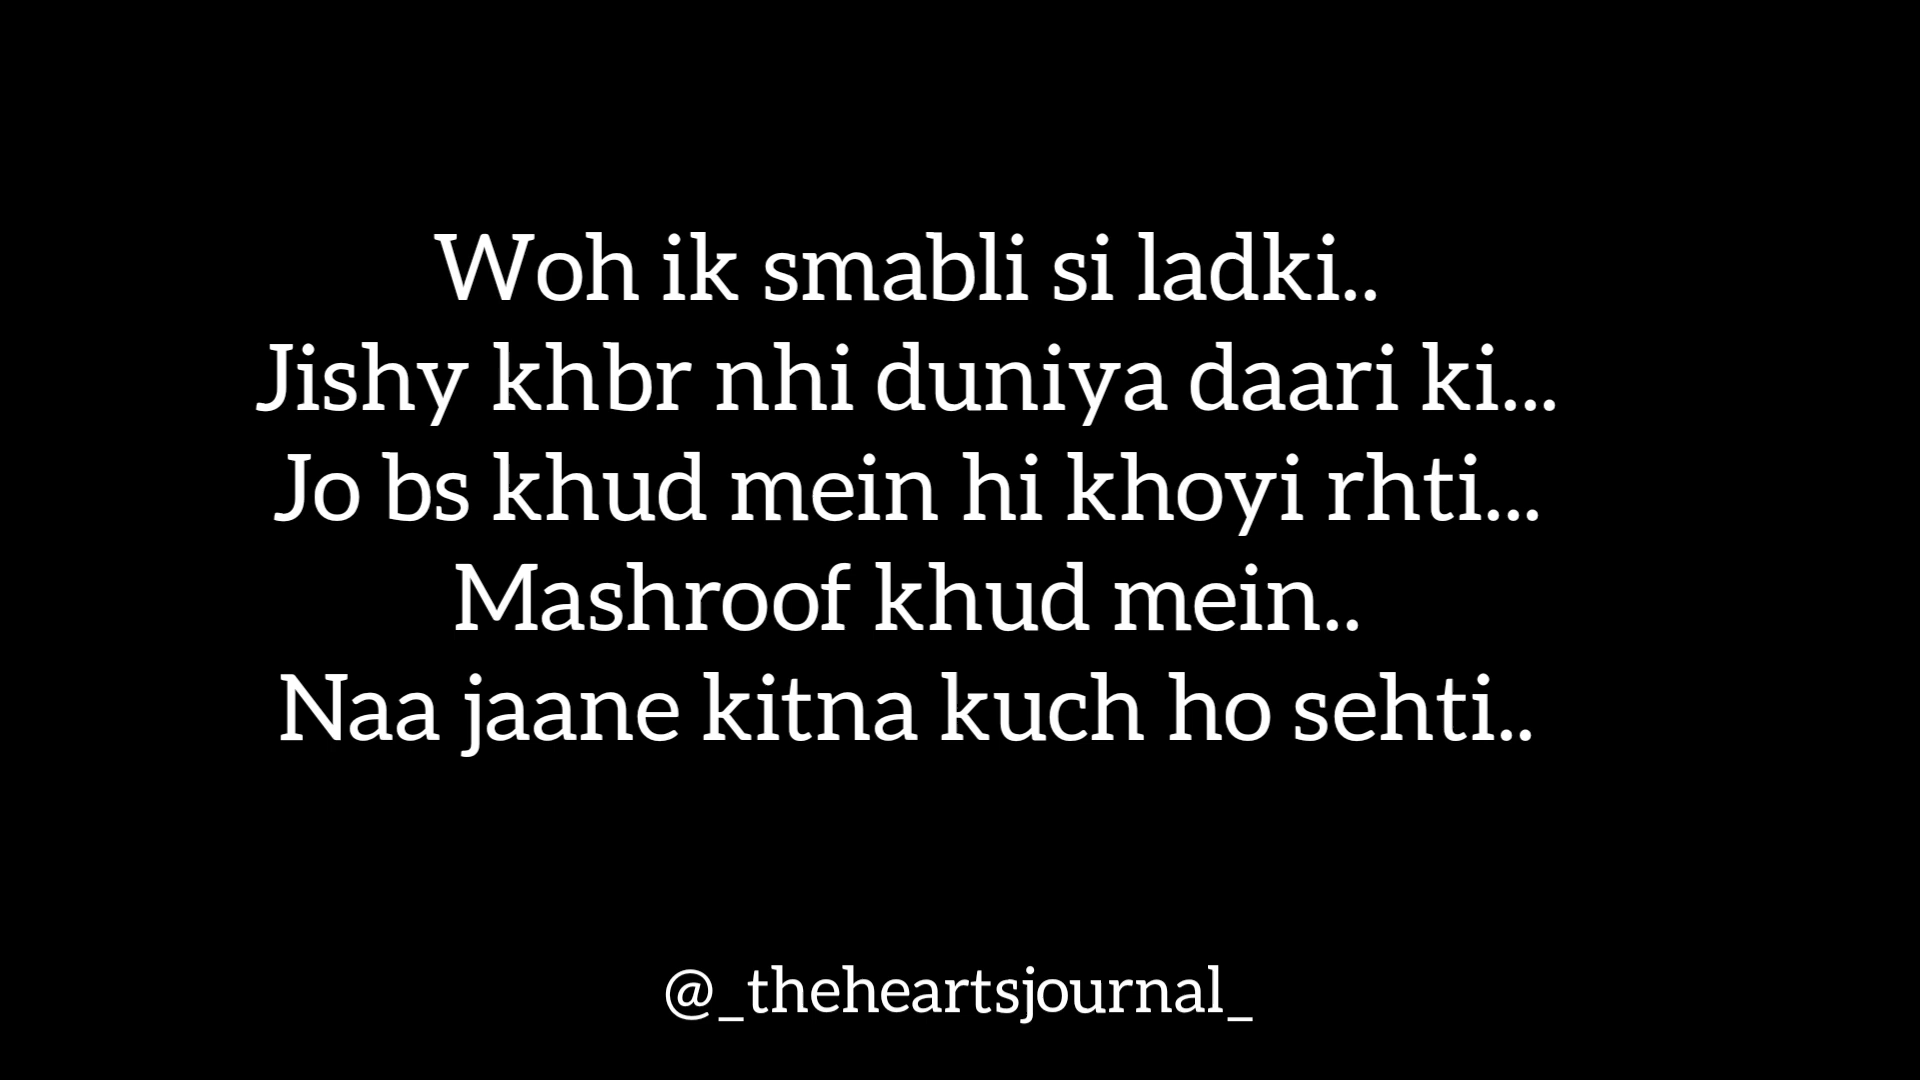 Woh ik smabli si ladki..
Jishy khbr nhi duniya daari ki...
Jo bs khud mein hi khoyi rhti...
Mashroof khud mein..
Naa jaane kitna kuch ho sehti..
@_theheartsjournal_